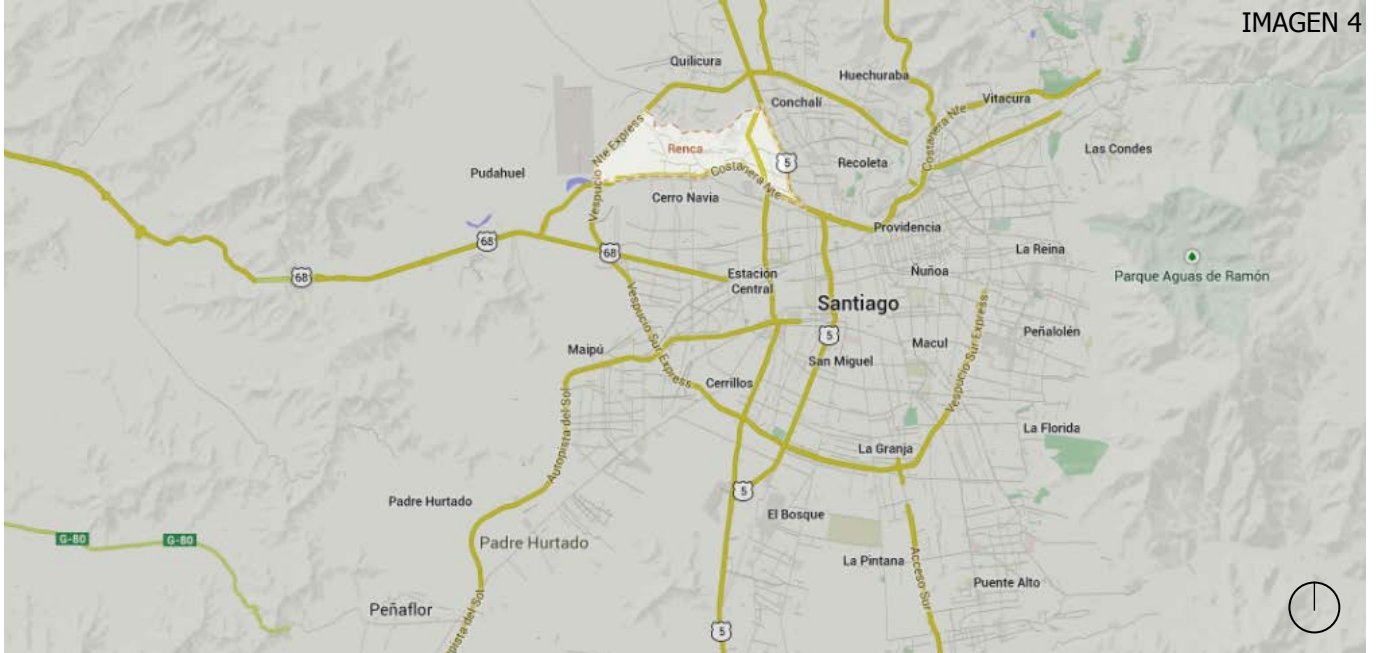 IMAGEN 4
Quilicura
Huechuraba
Conchalí
Vitacura
Vespucio Nte Express
Renca
Costanera Nte
Costanera Nte
5
Recoleta
Las Condes
Pudahuel
Cerro Navia
Providencia
68
68
68
La Reina
Estación
Central
Ñuñoa
Parque Aguas de Ramón
Santiago
Vespucio Sur Express
5
Peñalolén
Maipú
Macul
San Miguel
Vespucio Sur Express
Cerrillos
Autopista del Sol
La Florida
La Granja
Padre Hurtado
5
El Bosque
G-80
G-80
Padre Hurtado
La Pintana
Acceso Sur
Puente Alto
Peñaflor
pista del Sol
5